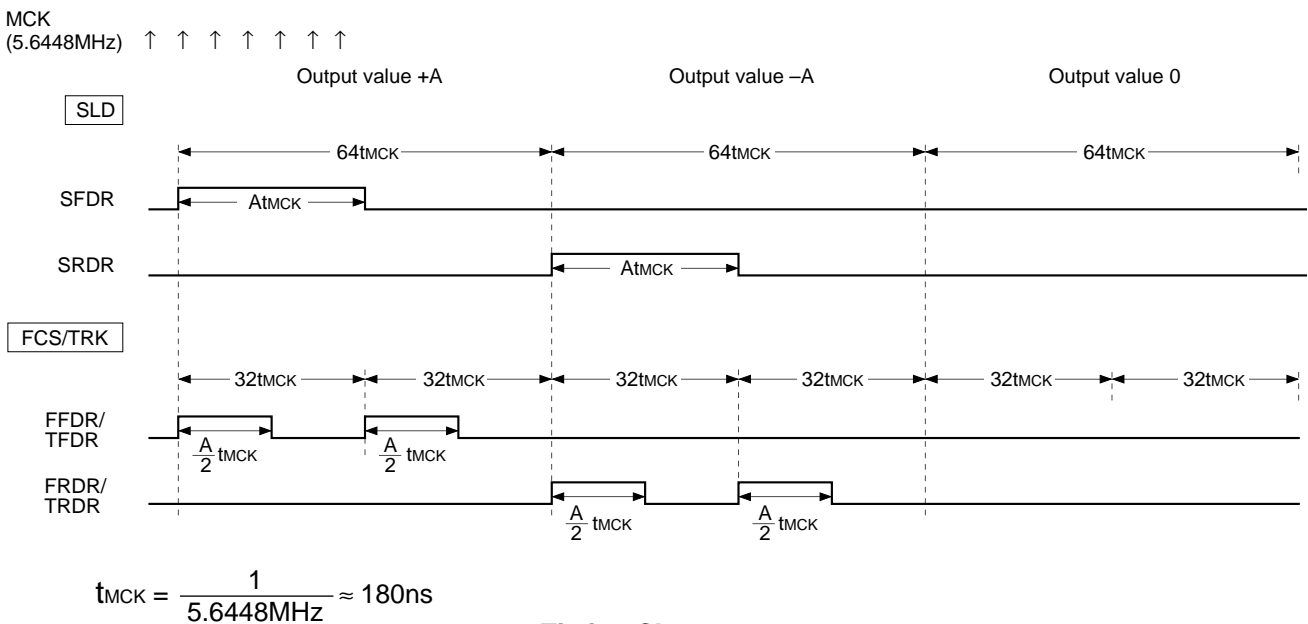 MCK
(5.6448MHz) ↑ ↑ ↑ ↑ ↑ ↑ ↑
Output value +A Output value –A Output value 0
SLD
64tMCK 64tMCK 64tMCK
SFDR AtMCK
SRDR AtMCK
FCS/TRK
32tMCK 32tMCK 32tMCK 32tMCK 32tMCK 32tMCK
FFDR/
TFDR
A/2 tMCK A/2 tMCK
FRDR/
TRDR
A/2 tMCK A/2 tMCK
tMCK = 1/5.6448MHz ≈ 180ns